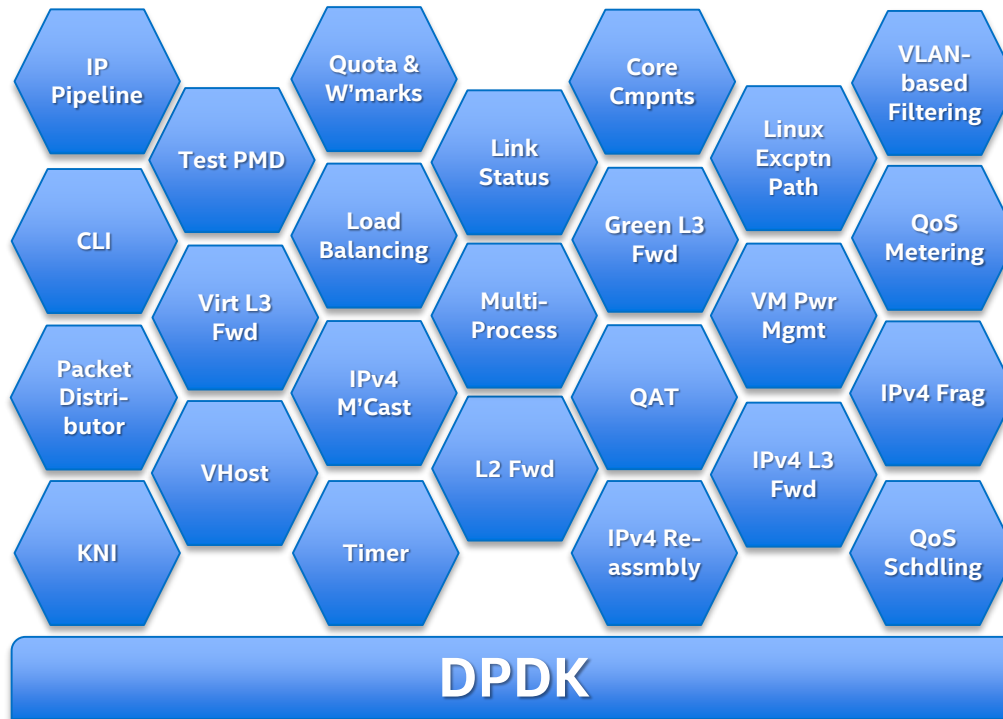 IP
Pipeline
Quota &
W'marks
Core
Cmpnts
VLAN-
based
Filtering
Test PMD
Link
Status
Linux
Excptn
Path
CLI
Load
Balancing
Green L3
Fwd
QoS
Metering
Virt L3
Fwd
Multi-
Process
VM Pwr
Mgmt
Packet
Distri-
butor
IPv4
M'Cast
QAT
IPv4 Frag
VHost
L2 Fwd
IPv4 L3
Fwd
KNI
Timer
IPv4 Re-
assmbly
QoS
Schdling
DPDK